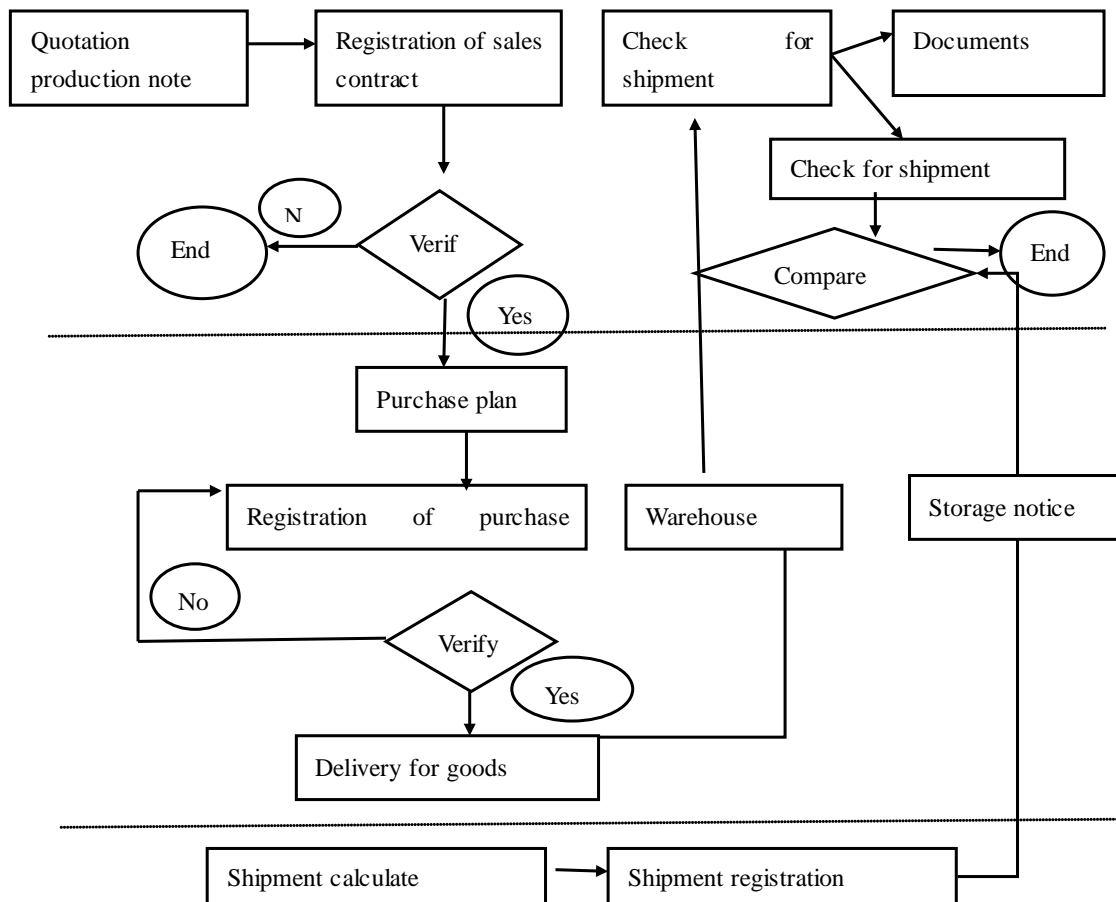 Quotation
production note
Registration of sales
contract
Check for
shipment
Documents
Check for shipment
N
End
Verif
Compare
End
Yes
Purchase plan
Registration of purchase
Warehouse
Storage notice
No
Verify
Yes
Delivery for goods
Shipment calculate
Shipment registration